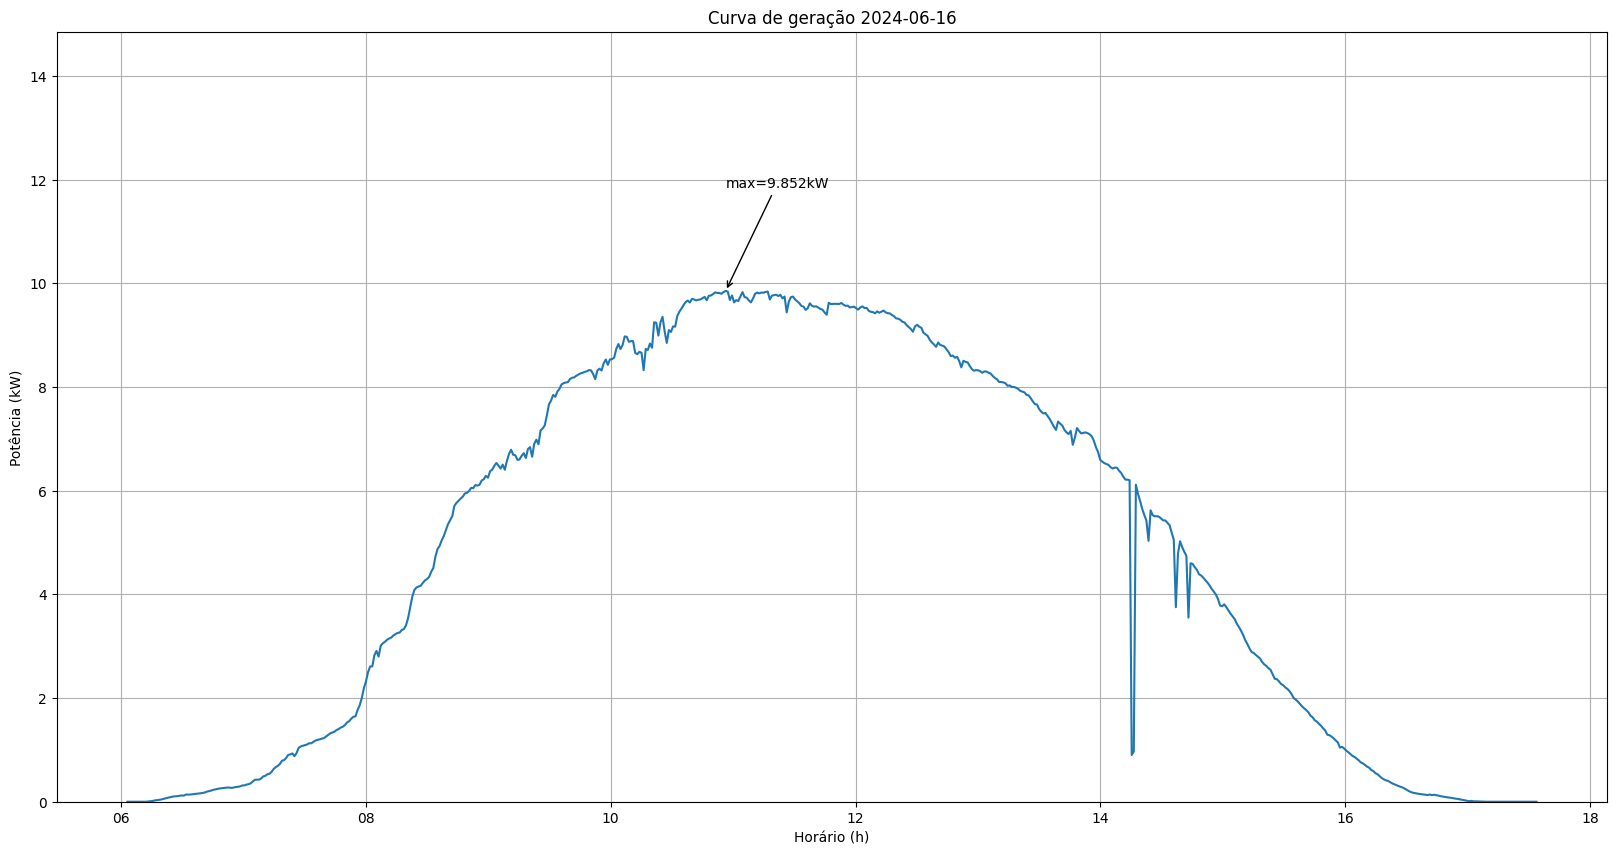 Curva de geração 2024-06-16
14
12
10
8
6
4
2
0
Potência (kW)
max=9.852kW
06 08 10 12 14 16 18
Horário (h)